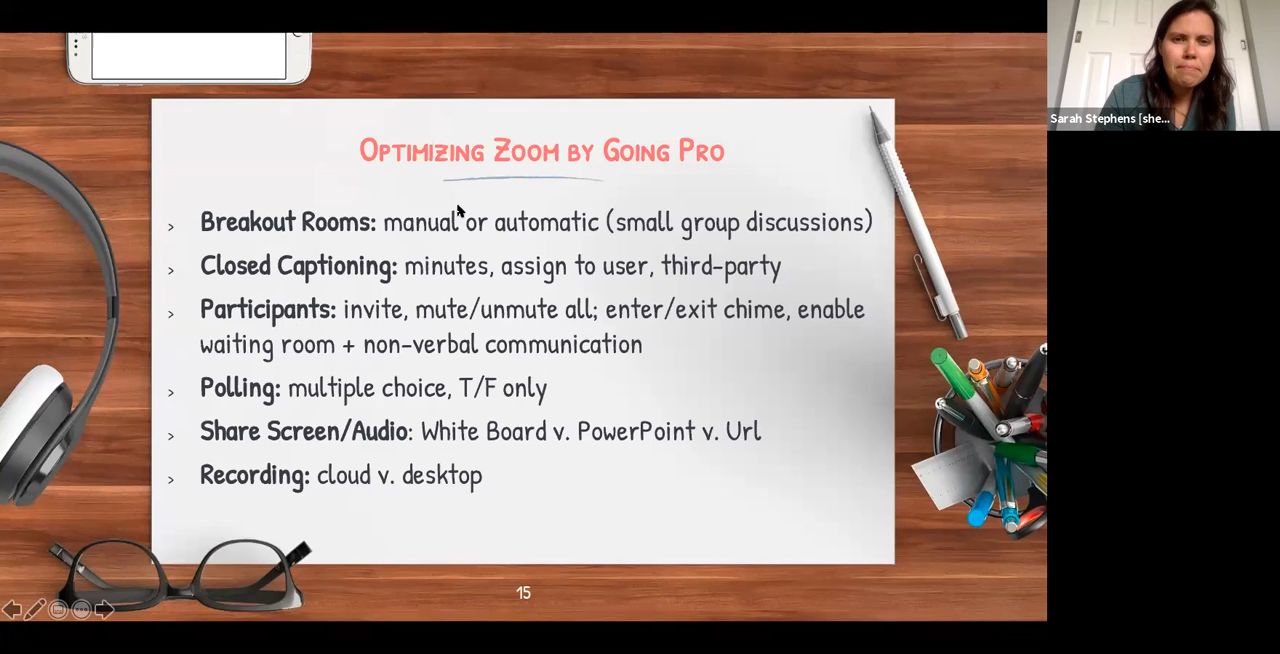 Optimizing Zoom by Going Pro
› Breakout Rooms: manual or automatic (small group discussions)
› Closed Captioning: minutes, assign to user, third-party
› Participants: invite, mute/unmute all; enter/exit chime, enable
waiting room + non-verbal communication
› Polling: multiple choice, T/F only
› Share Screen/Audio: White Board v. PowerPoint v. Url
› Recording: cloud v. desktop
15
Sarah Stephens [she...